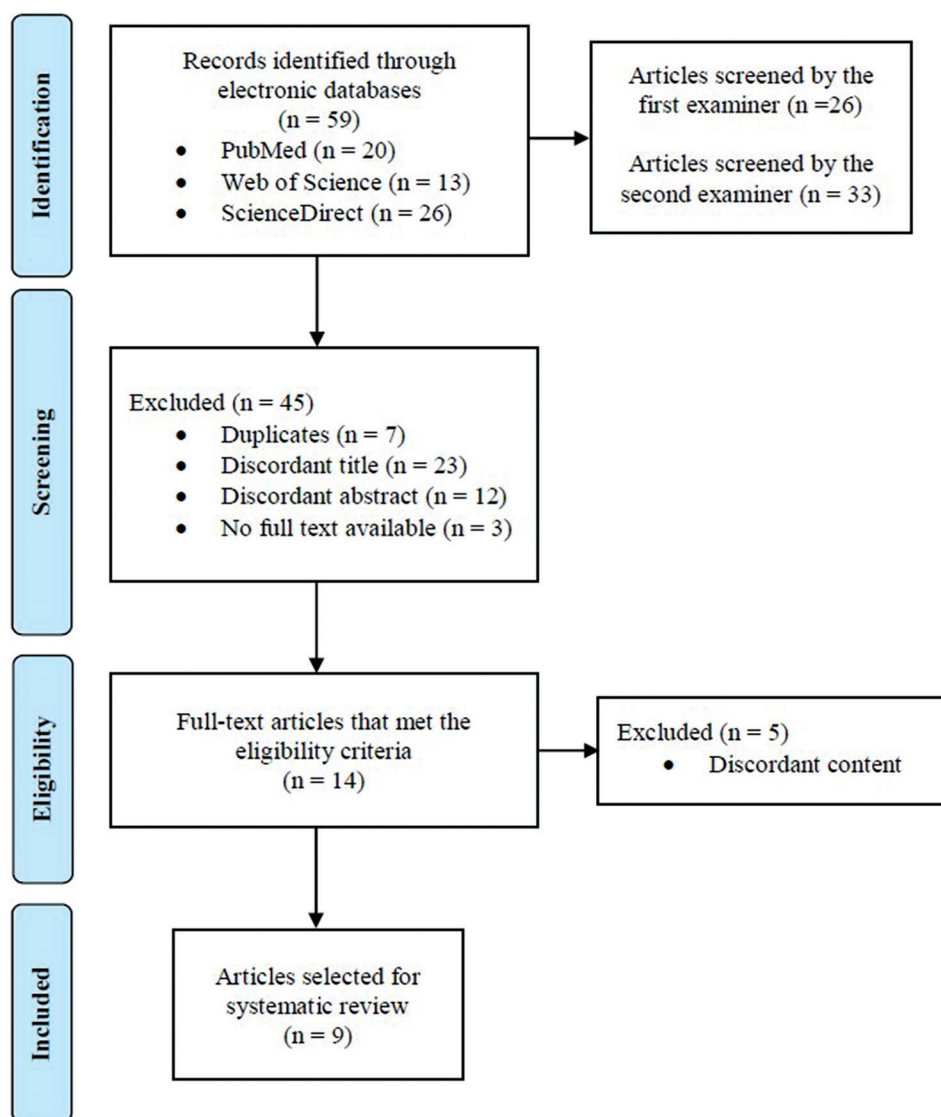 Identification
Records identified through
electronic databases
(n = 59)
• PubMed (n = 20)
• Web of Science (n = 13)
• ScienceDirect (n = 26)
Articles screened by the
first examiner (n =26)
Articles screened by the
second examiner (n = 33)
Screening
Excluded (n = 45)
• Duplicates (n = 7)
• Discordant title (n = 23)
• Discordant abstract (n = 12)
• No full text available (n = 3)
Eligibility
Full-text articles that met the
eligibility criteria
(n = 14)
Excluded (n = 5)
• Discordant content
Included
Articles selected for
systematic review
(n = 9)